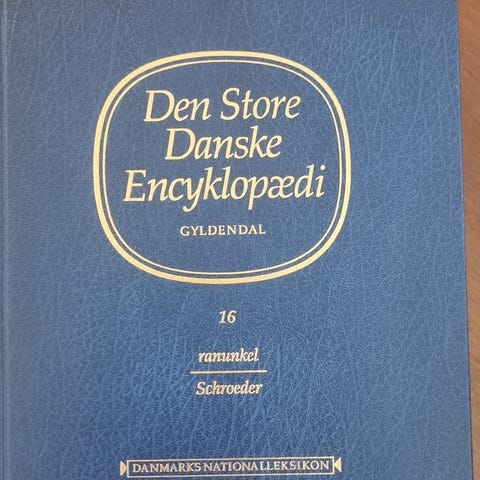 Den Store
Danske
Encyklopædi
GYLDENDAL
16
ranunkel
Schroeder
DANMARKS NATIONALLEKSIKON